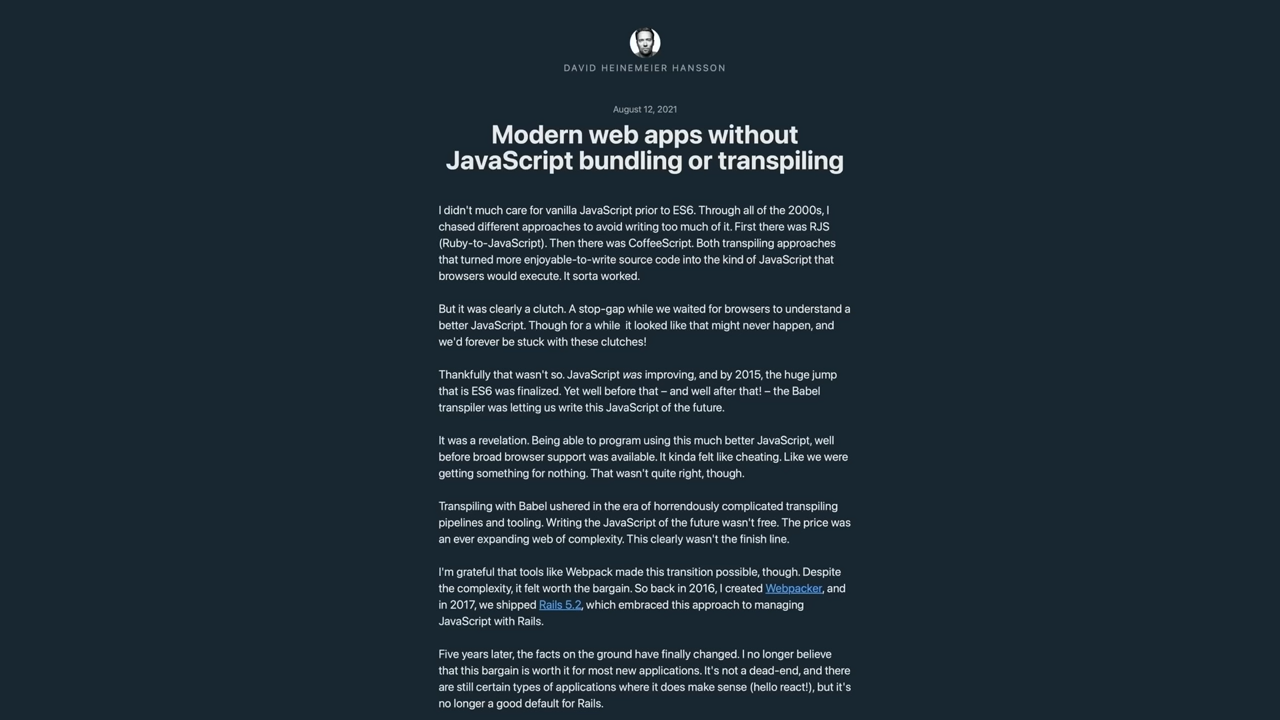 DAVID HEINEMEIER HANSSON
August 12, 2021
Modern web apps without
JavaScript bundling or transpiling
I didn't much care for vanilla JavaScript prior to ES6. Through all of the 2000s, I
chased different approaches to avoid writing too much of it. First there was RJS
(Ruby-to-JavaScript). Then there was CoffeeScript. Both transpiling approaches
that turned more enjoyable-to-write source code into the kind of JavaScript that
browsers would execute. It sorta worked.
But it was clearly a clutch. A stop-gap while we waited for browsers to understand a
better JavaScript. Though for a while  it looked like that might never happen, and
we'd forever be stuck with these clutches!
Thankfully that wasn't so. JavaScript was improving, and by 2015, the huge jump
that is ES6 was finalized. Yet well before that – and well after that! – the Babel
transpiler was letting us write this JavaScript of the future.
It was a revelation. Being able to program using this much better JavaScript, well
before broad browser support was available. It kinda felt like cheating. Like we were
getting something for nothing. That wasn't quite right, though.
Transpiling with Babel ushered in the era of horrendously complicated transpiling
pipelines and tooling. Writing the JavaScript of the future wasn't free. The price was
an ever expanding web of complexity. This clearly wasn't the finish line.
I'm grateful that tools like Webpack made this transition possible, though. Despite
the complexity, it felt worth the bargain. So back in 2016, I created Webpacker, and
in 2017, we shipped Rails 5.2, which embraced this approach to managing
JavaScript with Rails.
Five years later, the facts on the ground have finally changed. I no longer believe
that this bargain is worth it for most new applications. It's not a dead-end, and there
are still certain types of applications where it does make sense (hello react!), but it's
no longer a good default for Rails.